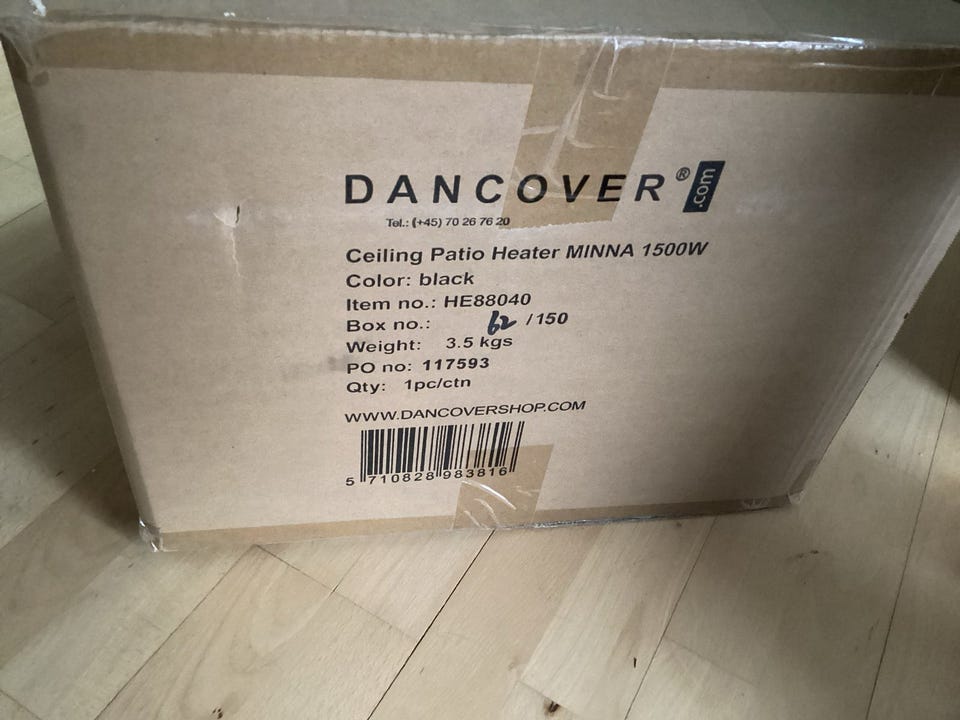 DANCOVER®.com
Tel.: (+45) 70 26 76 20
Ceiling Patio Heater MINNA 1500W
Color: black
Item no.: HE88040
Box no.: 62 /150
Weight: 3.5 kgs
PO no: 117593
Qty: 1pc/ctn
WWW.DANCOVERSHOP.COM
5 710828 983816